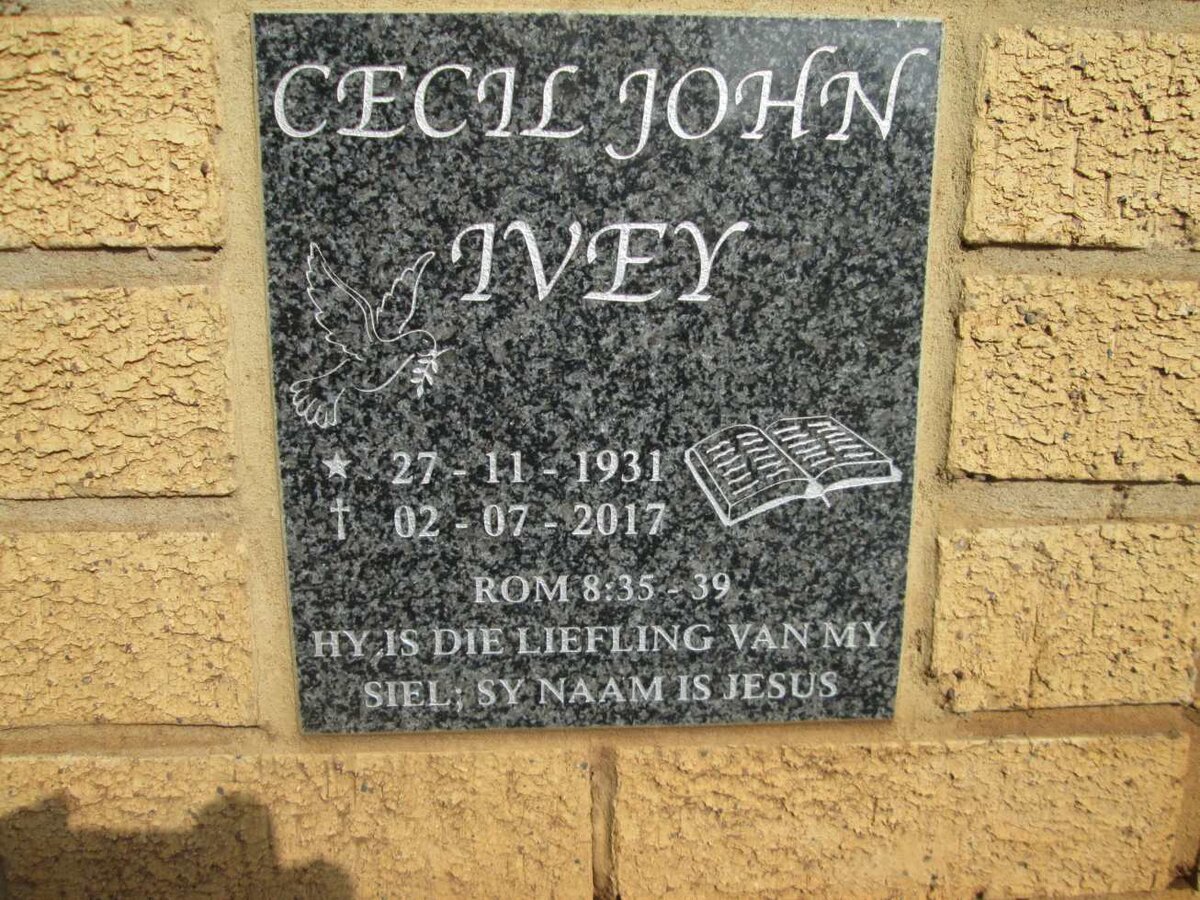 CECIL JOHN
IVEY
27 - 11 - 1931
02 - 07 - 2017
ROM 8:35 - 39
HY IS DIE LIEFLING VAN MY
SIEL; SY NAAM IS JESUS